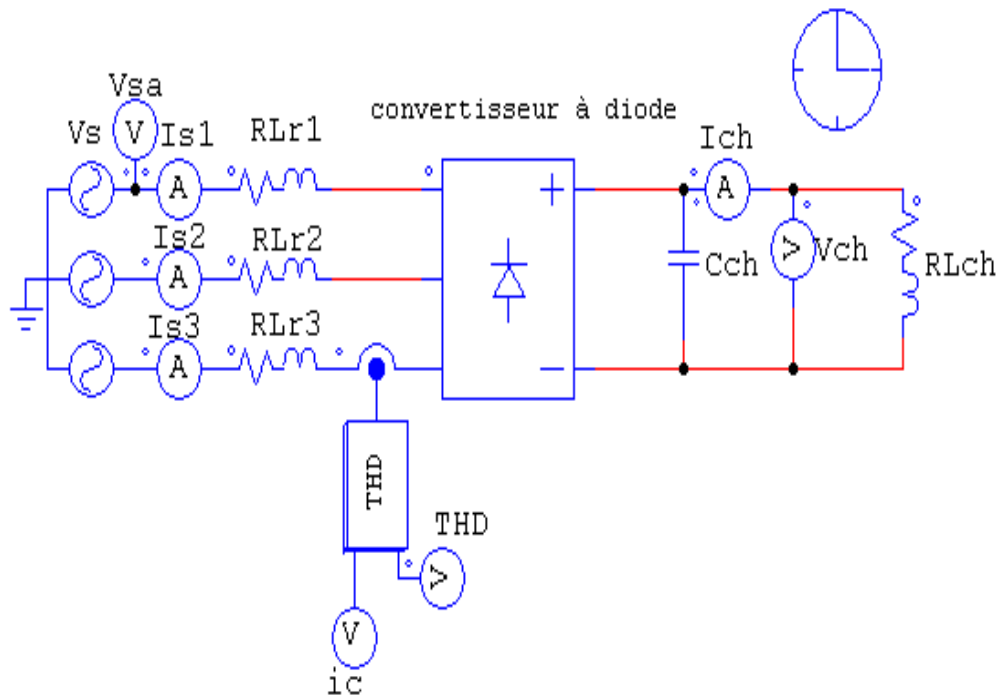 Vsa
convertisseur à diode
Vs
V
Is1
RLr1
Ich
A
A
+
Is2
RLr2
Cch
V
Vch
RLch
A
Is3
RLr3
A
-
THD
THD
V
V
ic